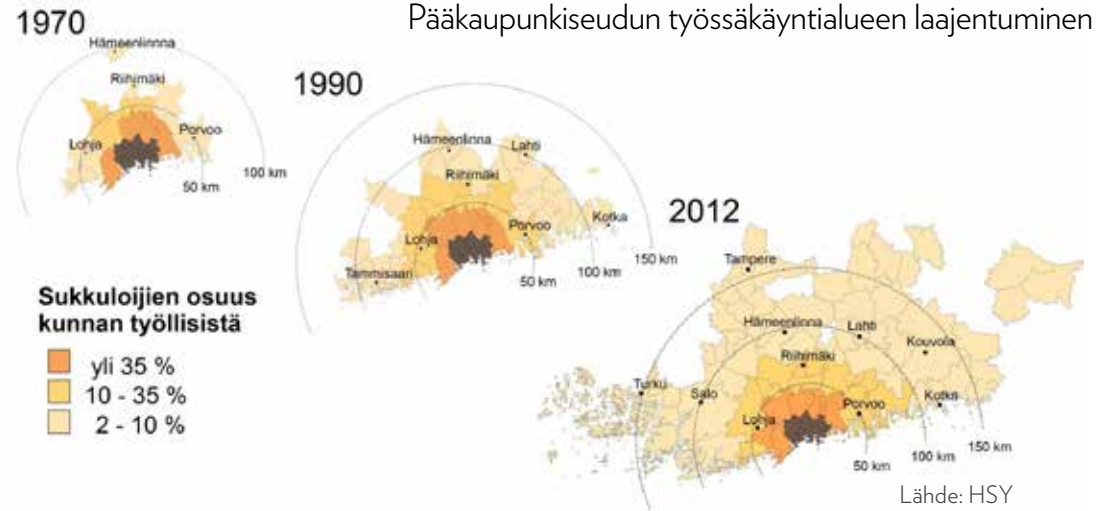 Pääkaupunkiseudun työssäkäyntialueen laajentuminen
1970
Hämeenlinnna
Riihimäki
Lohja
Porvoo
50 km
100 km
1990
Hämeenlinna
Lahti
Riihimäki
Lohja
Porvoo
Kotka
Tammisaari
50 km
100 km
150 km
2012
Tampere
Hämeenlinna
Lahti
Kouvola
Riihimäki
Turku
Salo
Lohja
Porvoo
Kotka
50 km
100 km
150 km
Sukkuloijien osuus
kunnan työllisistä
yli 35 %
10 - 35 %
2 - 10 %
Lähde: HSY